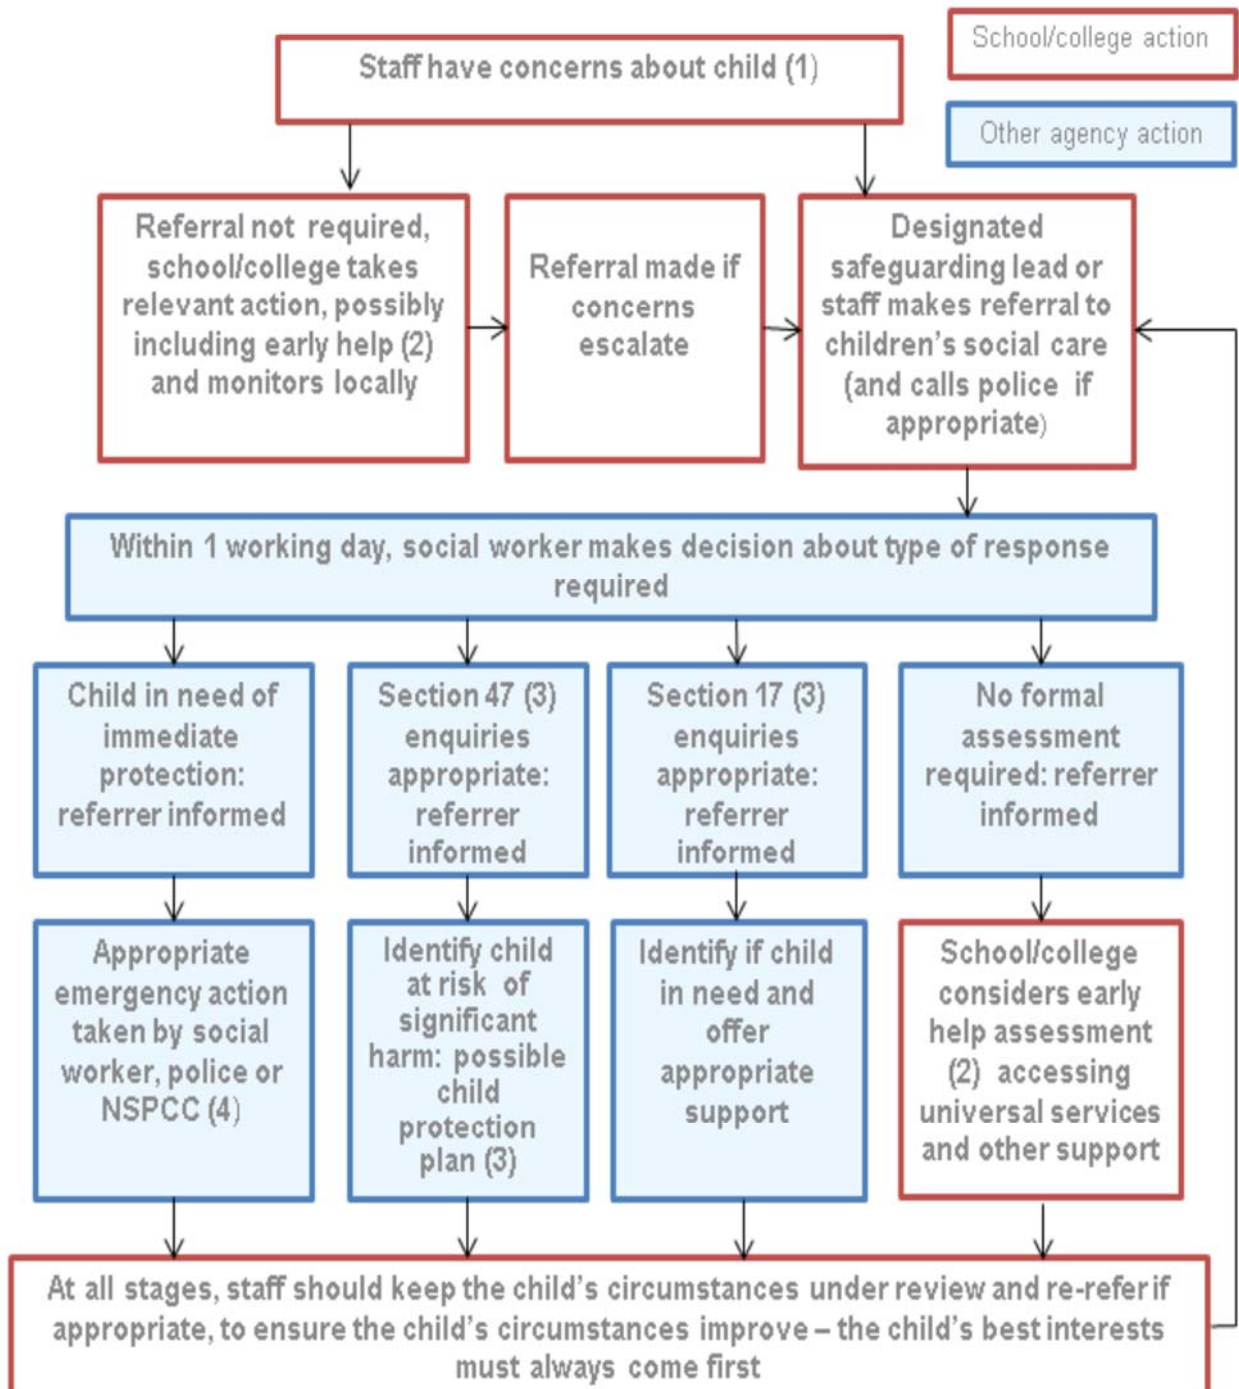 School/college action
Staff have concerns about child (1)
Other agency action
Referral not required,
school/college takes
relevant action, possibly
including early help (2)
and monitors locally
Referral made if
concerns
escalate
Designated
safeguarding lead or
staff makes referral to
children's social care
(and calls police if
appropriate)
Within 1 working day, social worker makes decision about type of response
required
Child in need of
immediate
protection:
referrer informed
Section 47 (3)
enquiries
appropriate:
referrer
informed
Section 17 (3)
enquiries
appropriate:
referrer
informed
No formal
assessment
required: referrer
informed
Appropriate
emergency action
taken by social
worker, police or
NSPCC (4)
Identify child
at risk of
significant
harm: possible
child
protection
plan (3)
Identify if child
in need and
offer
appropriate
support
School/college
considers early
help assessment
(2) accessing
universal services
and other support
At all stages, staff should keep the child's circumstances under review and re-refer if
appropriate, to ensure the child's circumstances improve – the child's best interests
must always come first